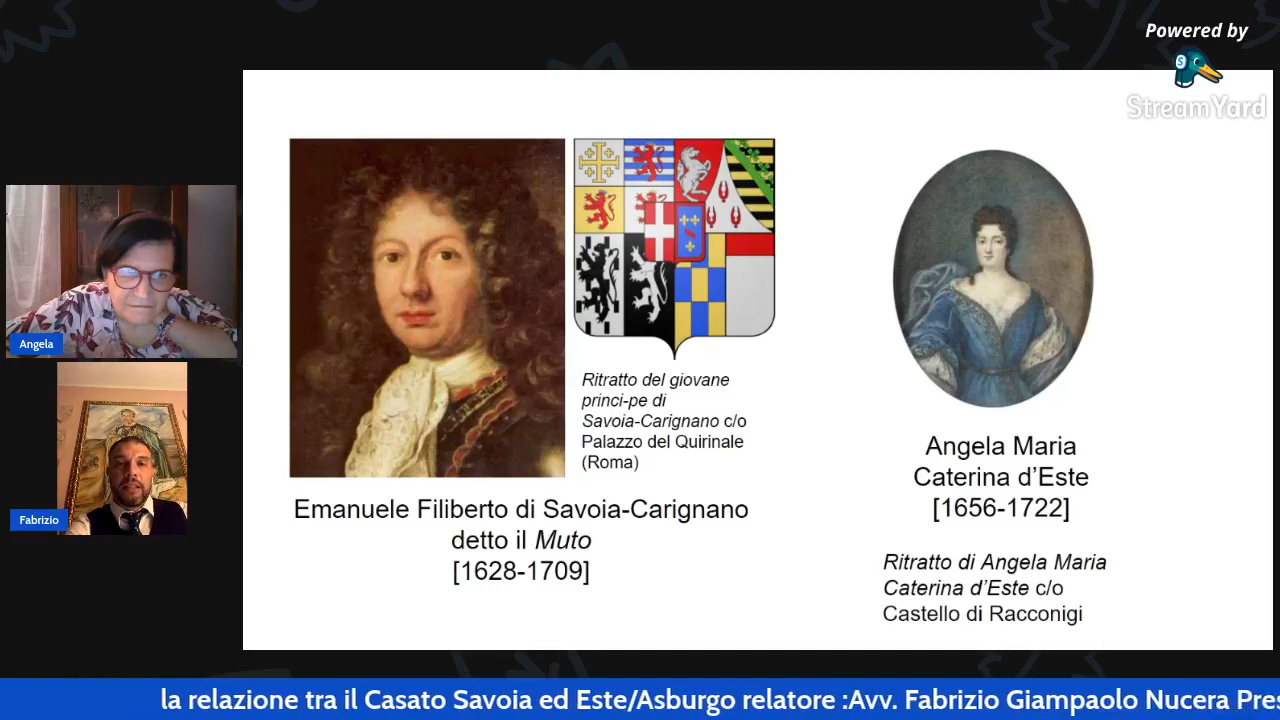 Powered by
StreamYard
Ritratto del giovane
princi-pe di
Savoia-Carignano c/o
Palazzo del Quirinale
(Roma)
Emanuele Filiberto di Savoia-Carignano
detto il Muto
[1628-1709]
Angela Maria
Caterina d'Este
[1656-1722]
Ritratto di Angela Maria
Caterina d'Este c/o
Castello di Racconigi
Angela
Fabrizio
la relazione tra il Casato Savoia ed Este/Asburgo relatore :Avv. Fabrizio Giampaolo Nucera Pres